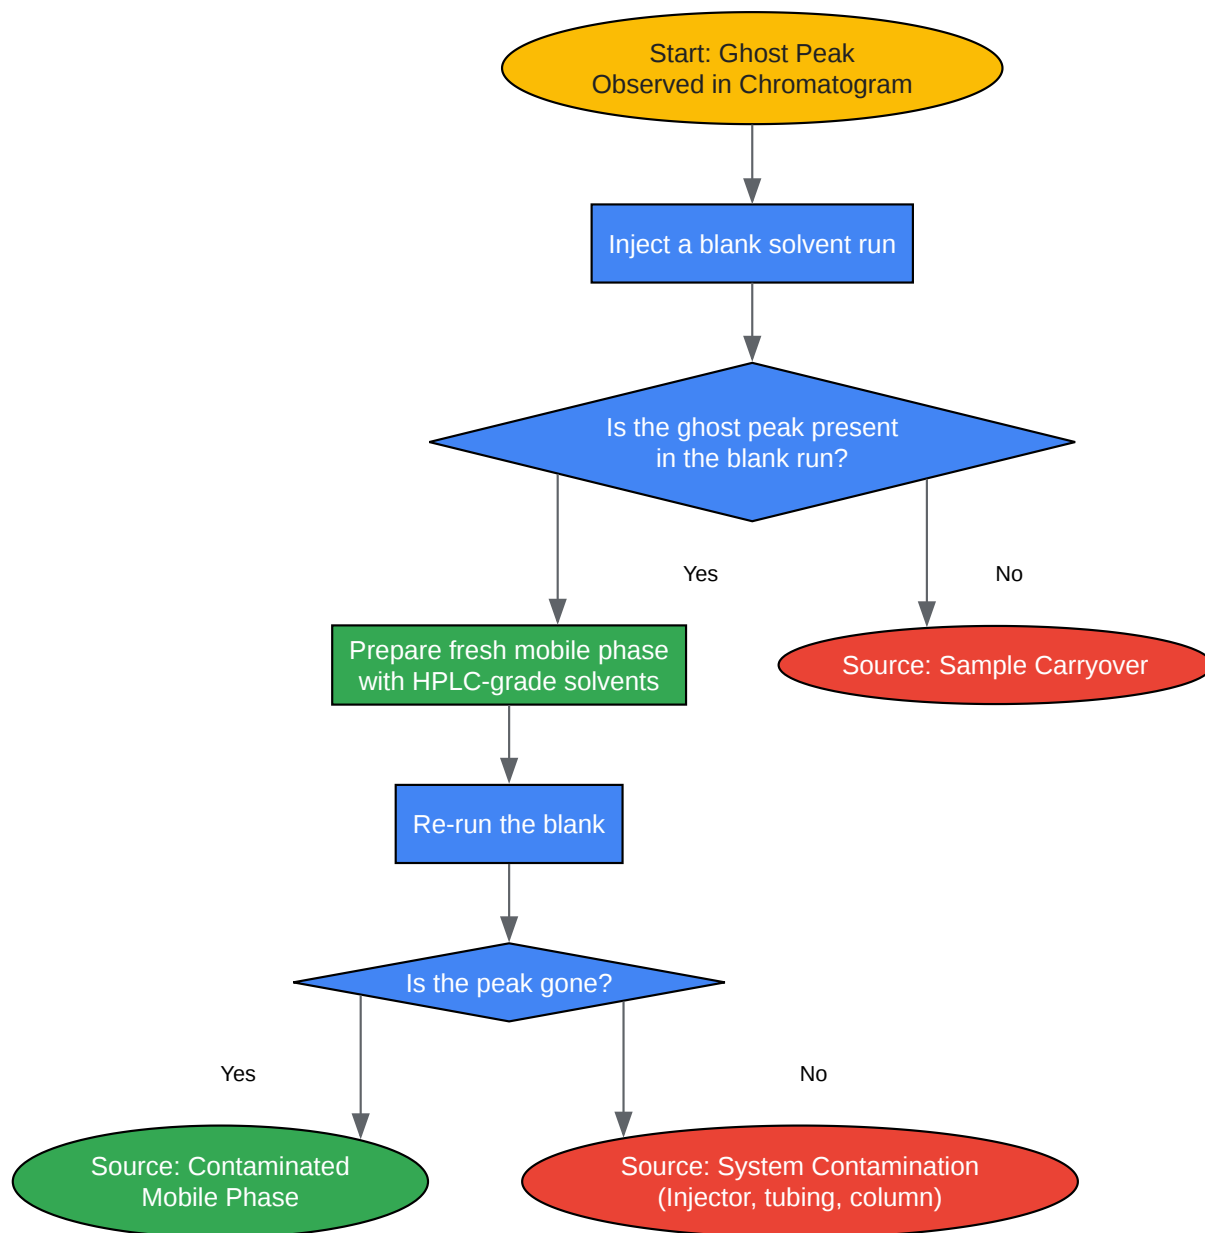 Start: Ghost Peak
Observed in Chromatogram
Inject a blank solvent run
Is the ghost peak present
in the blank run?
Yes
No
Prepare fresh mobile phase
with HPLC-grade solvents
Source: Sample Carryover
Re-run the blank
Is the peak gone?
Yes
No
Source: Contaminated
Mobile Phase
Source: System Contamination
(Injector, tubing, column)